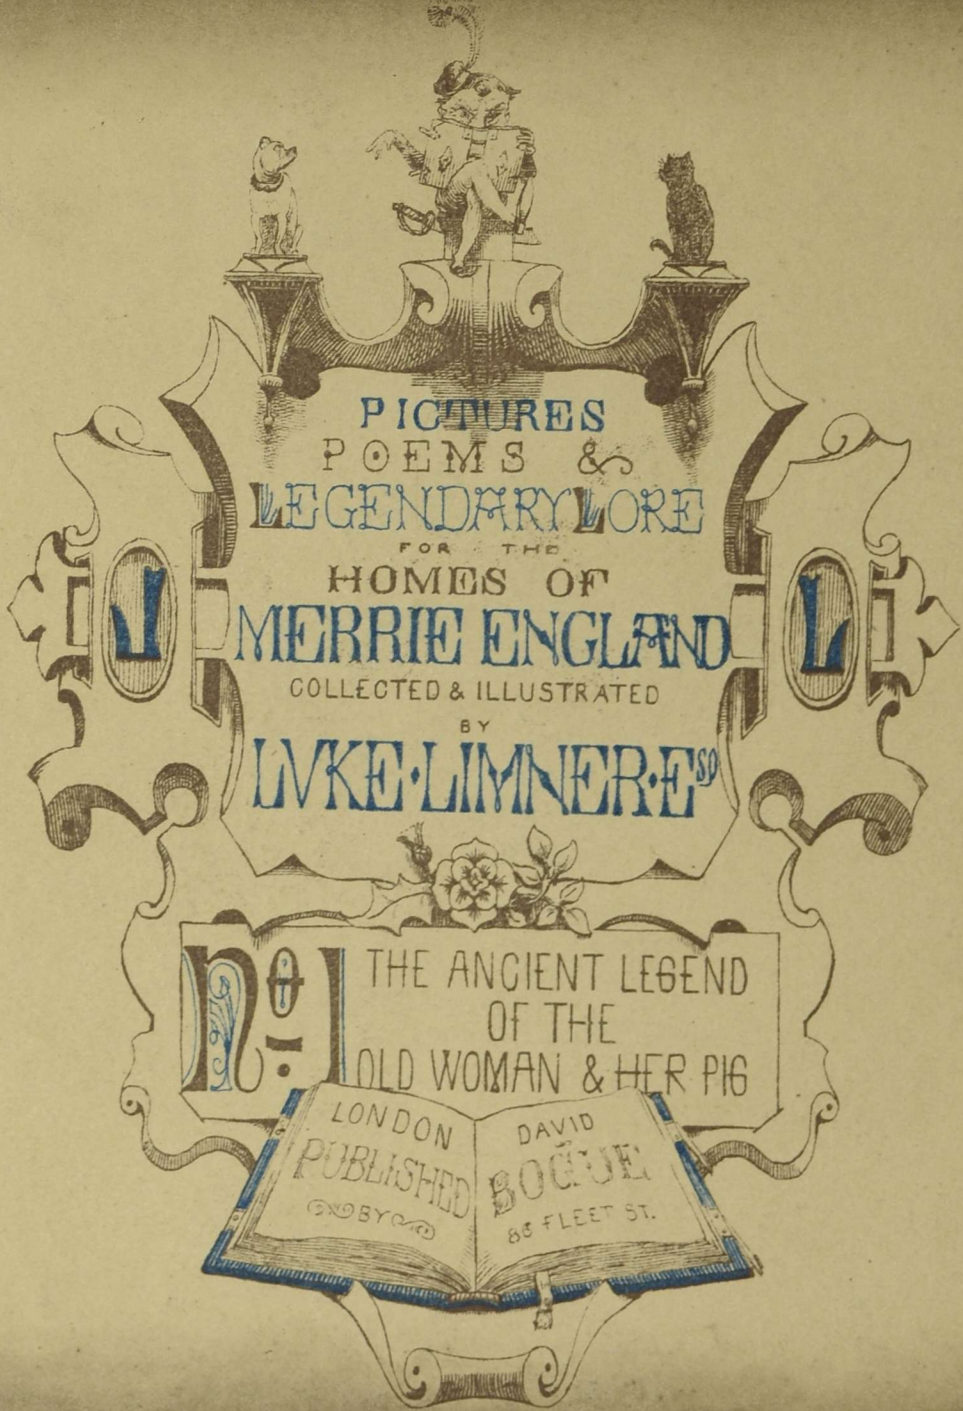 PICTURES
POEMS &
LEGENDARY LORE
FOR THE
HOMES OF
MERRIE ENGLAND
COLLECTED & ILLUSTRATED
BY
LVKE·LIMNER·Esq
L
L
No. 1
THE ANCIENT LEGEND
OF THE
OLD WOMAN & HER PIG
LONDON
PUBLISHED
BY
DAVID
BOGUE
86 FLEET ST.